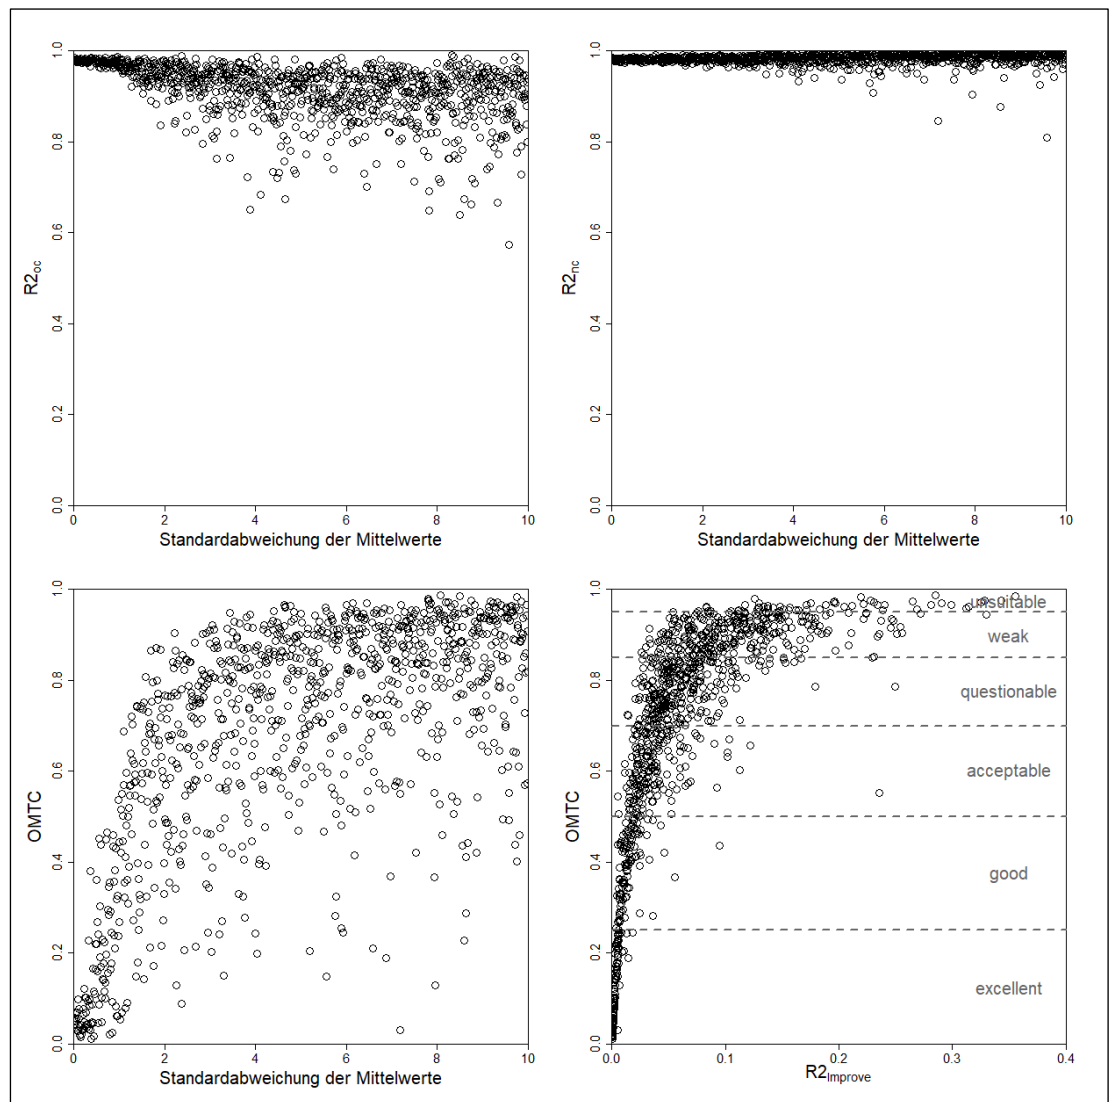 1.0
0.8
0.6
0.4
0.2
0.0
R2oc
0 2 4 6 8 10
Standardabweichung der Mittelwerte
1.0
0.8
0.6
0.4
0.2
0.0
R2nc
0 2 4 6 8 10
Standardabweichung der Mittelwerte
1.0
0.8
0.6
0.4
0.2
0.0
OMTC
0 2 4 6 8 10
Standardabweichung der Mittelwerte
1.0
0.8
0.6
0.4
0.2
0.0
OMTC
unsuitable
weak
questionable
acceptable
good
excellent
0.0 0.1 0.2 0.3 0.4
R2Improve